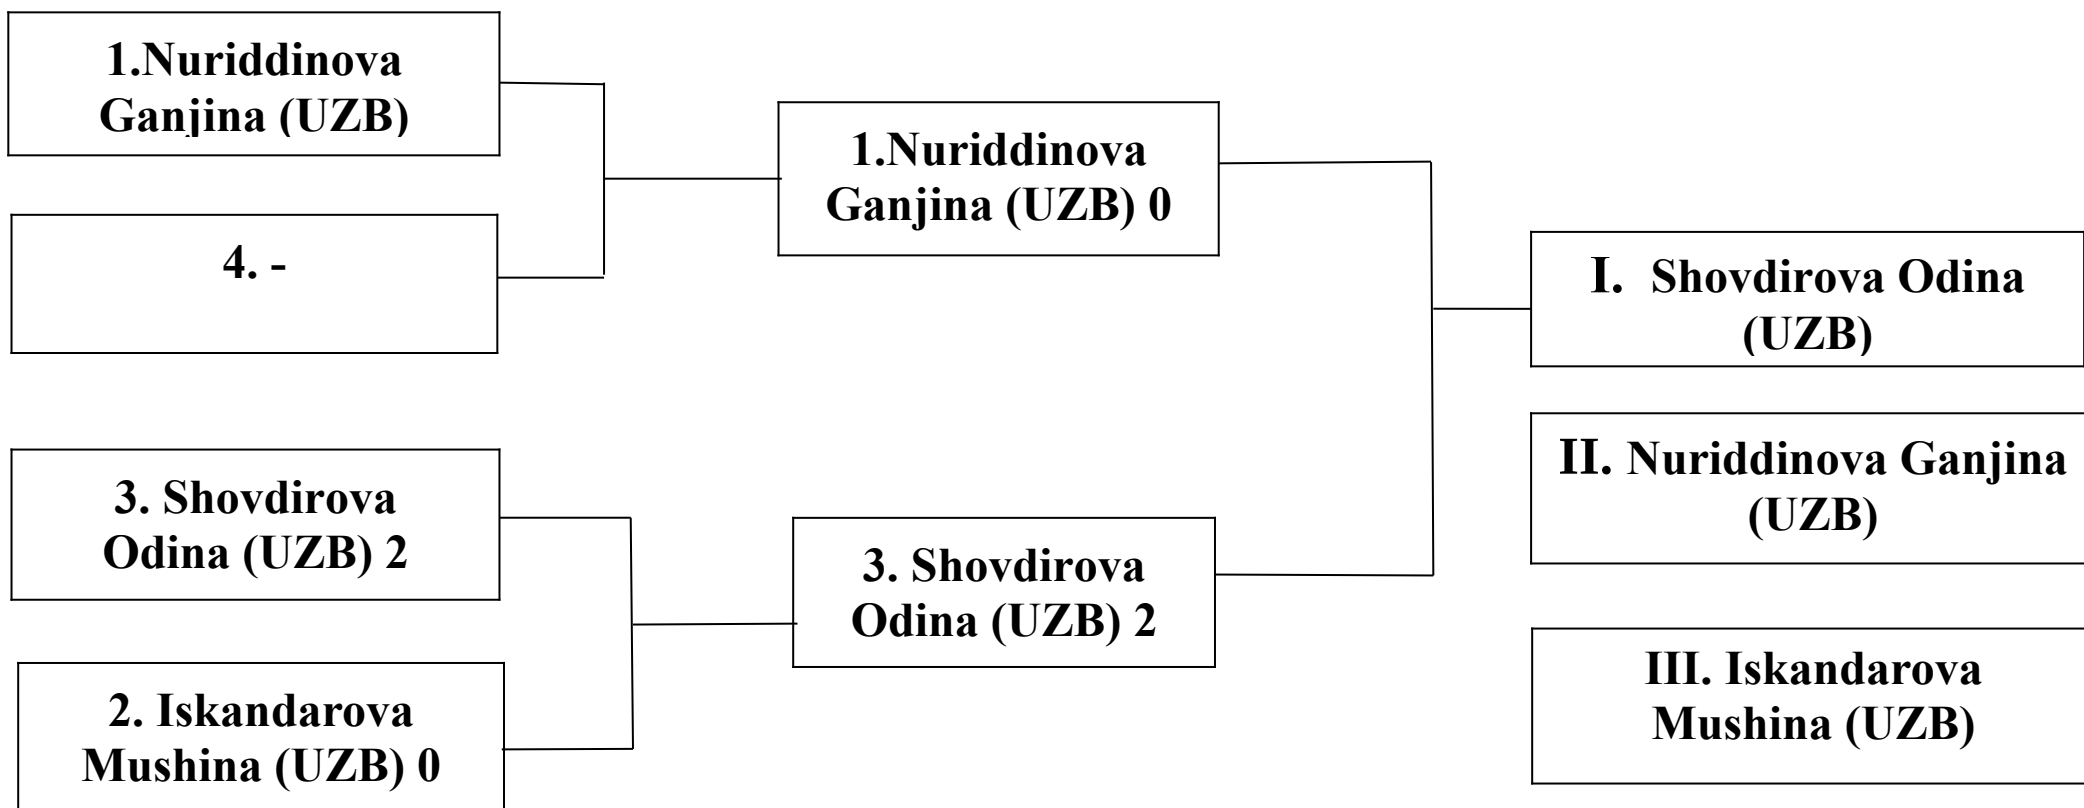 1.Nuriddinova
Ganjina (UZB)
4. -
3. Shovdirova
Odina (UZB) 2
2. Iskandarova
Mushina (UZB) 0
1.Nuriddinova
Ganjina (UZB) 0
3. Shovdirova
Odina (UZB) 2
I. Shovdirova Odina
(UZB)
II. Nuriddinova Ganjina
(UZB)
III. Iskandarova
Mushina (UZB)